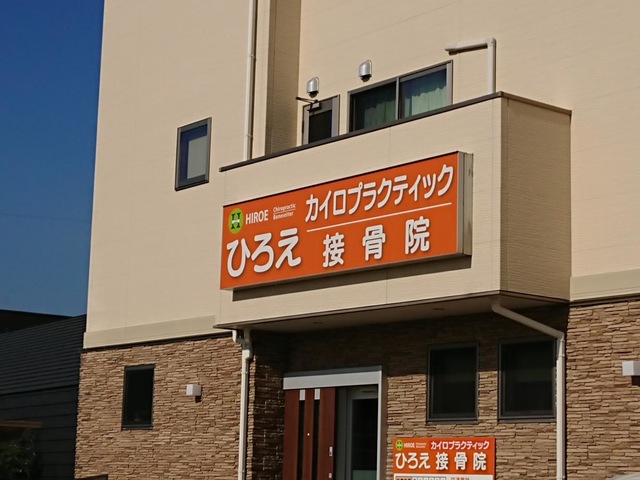 HIROE
Chiropractic
Bonesetter
カイロプラクティック
ひろえ
接骨院
HIROE
カイロプラクティック
ひろえ 接骨院